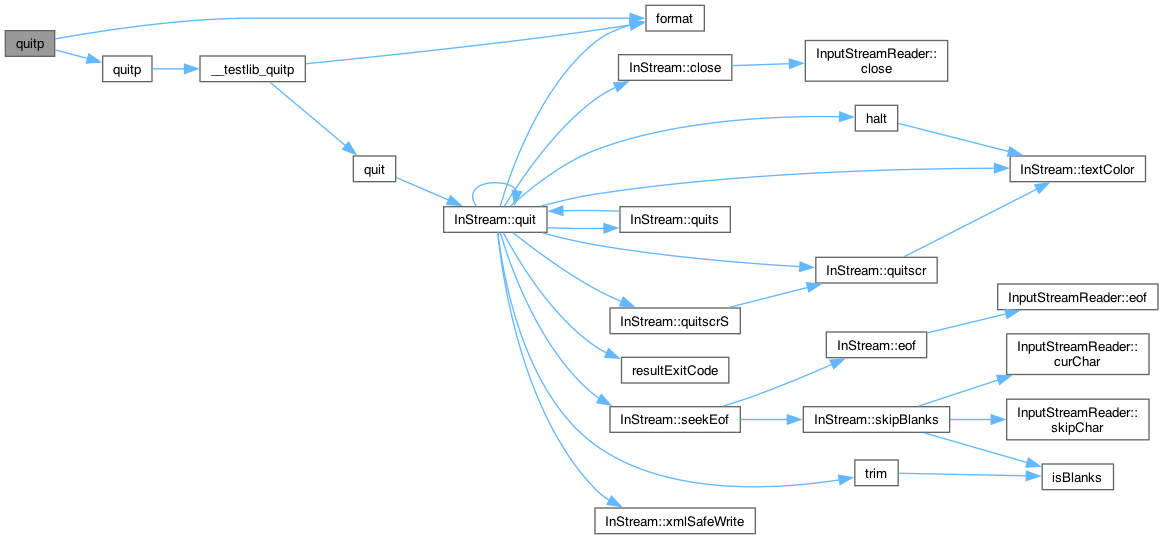 format
quitp
quitp
__testlib_quitp
InStream::close
InputStreamReader::
close
halt
quit
InStream::textColor
InStream::quit
InStream::quits
InStream::quitscr
InStream::quitscrS
InputStreamReader::eof
InStream::eof
InputStreamReader::
curChar
resultExitCode
InStream::seekEof
InStream::skipBlanks
InputStreamReader::
skipChar
trim
isBlanks
InStream::xmlSafeWrite